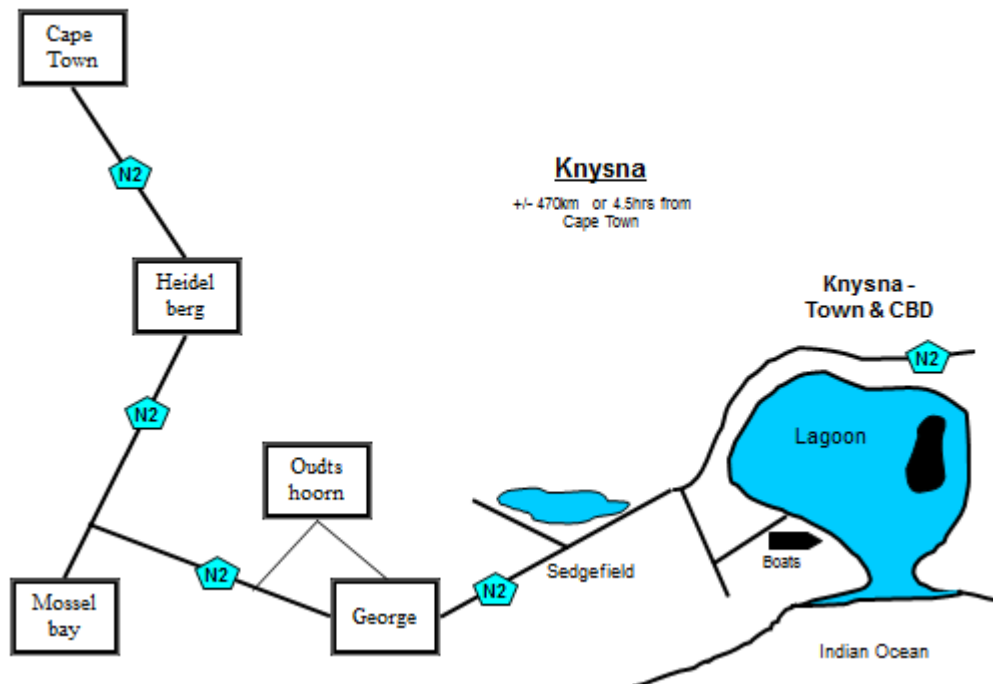 Cape
Town
N2
Knysna
+/- 470km or 4.5hrs from
Cape Town
Heidel
berg
Knysna -
Town & CBD
N2
N2
Lagoon
Oudts
hoorn
Boats
Sedgefield
N2
N2
Mossel
bay
George
Indian Ocean